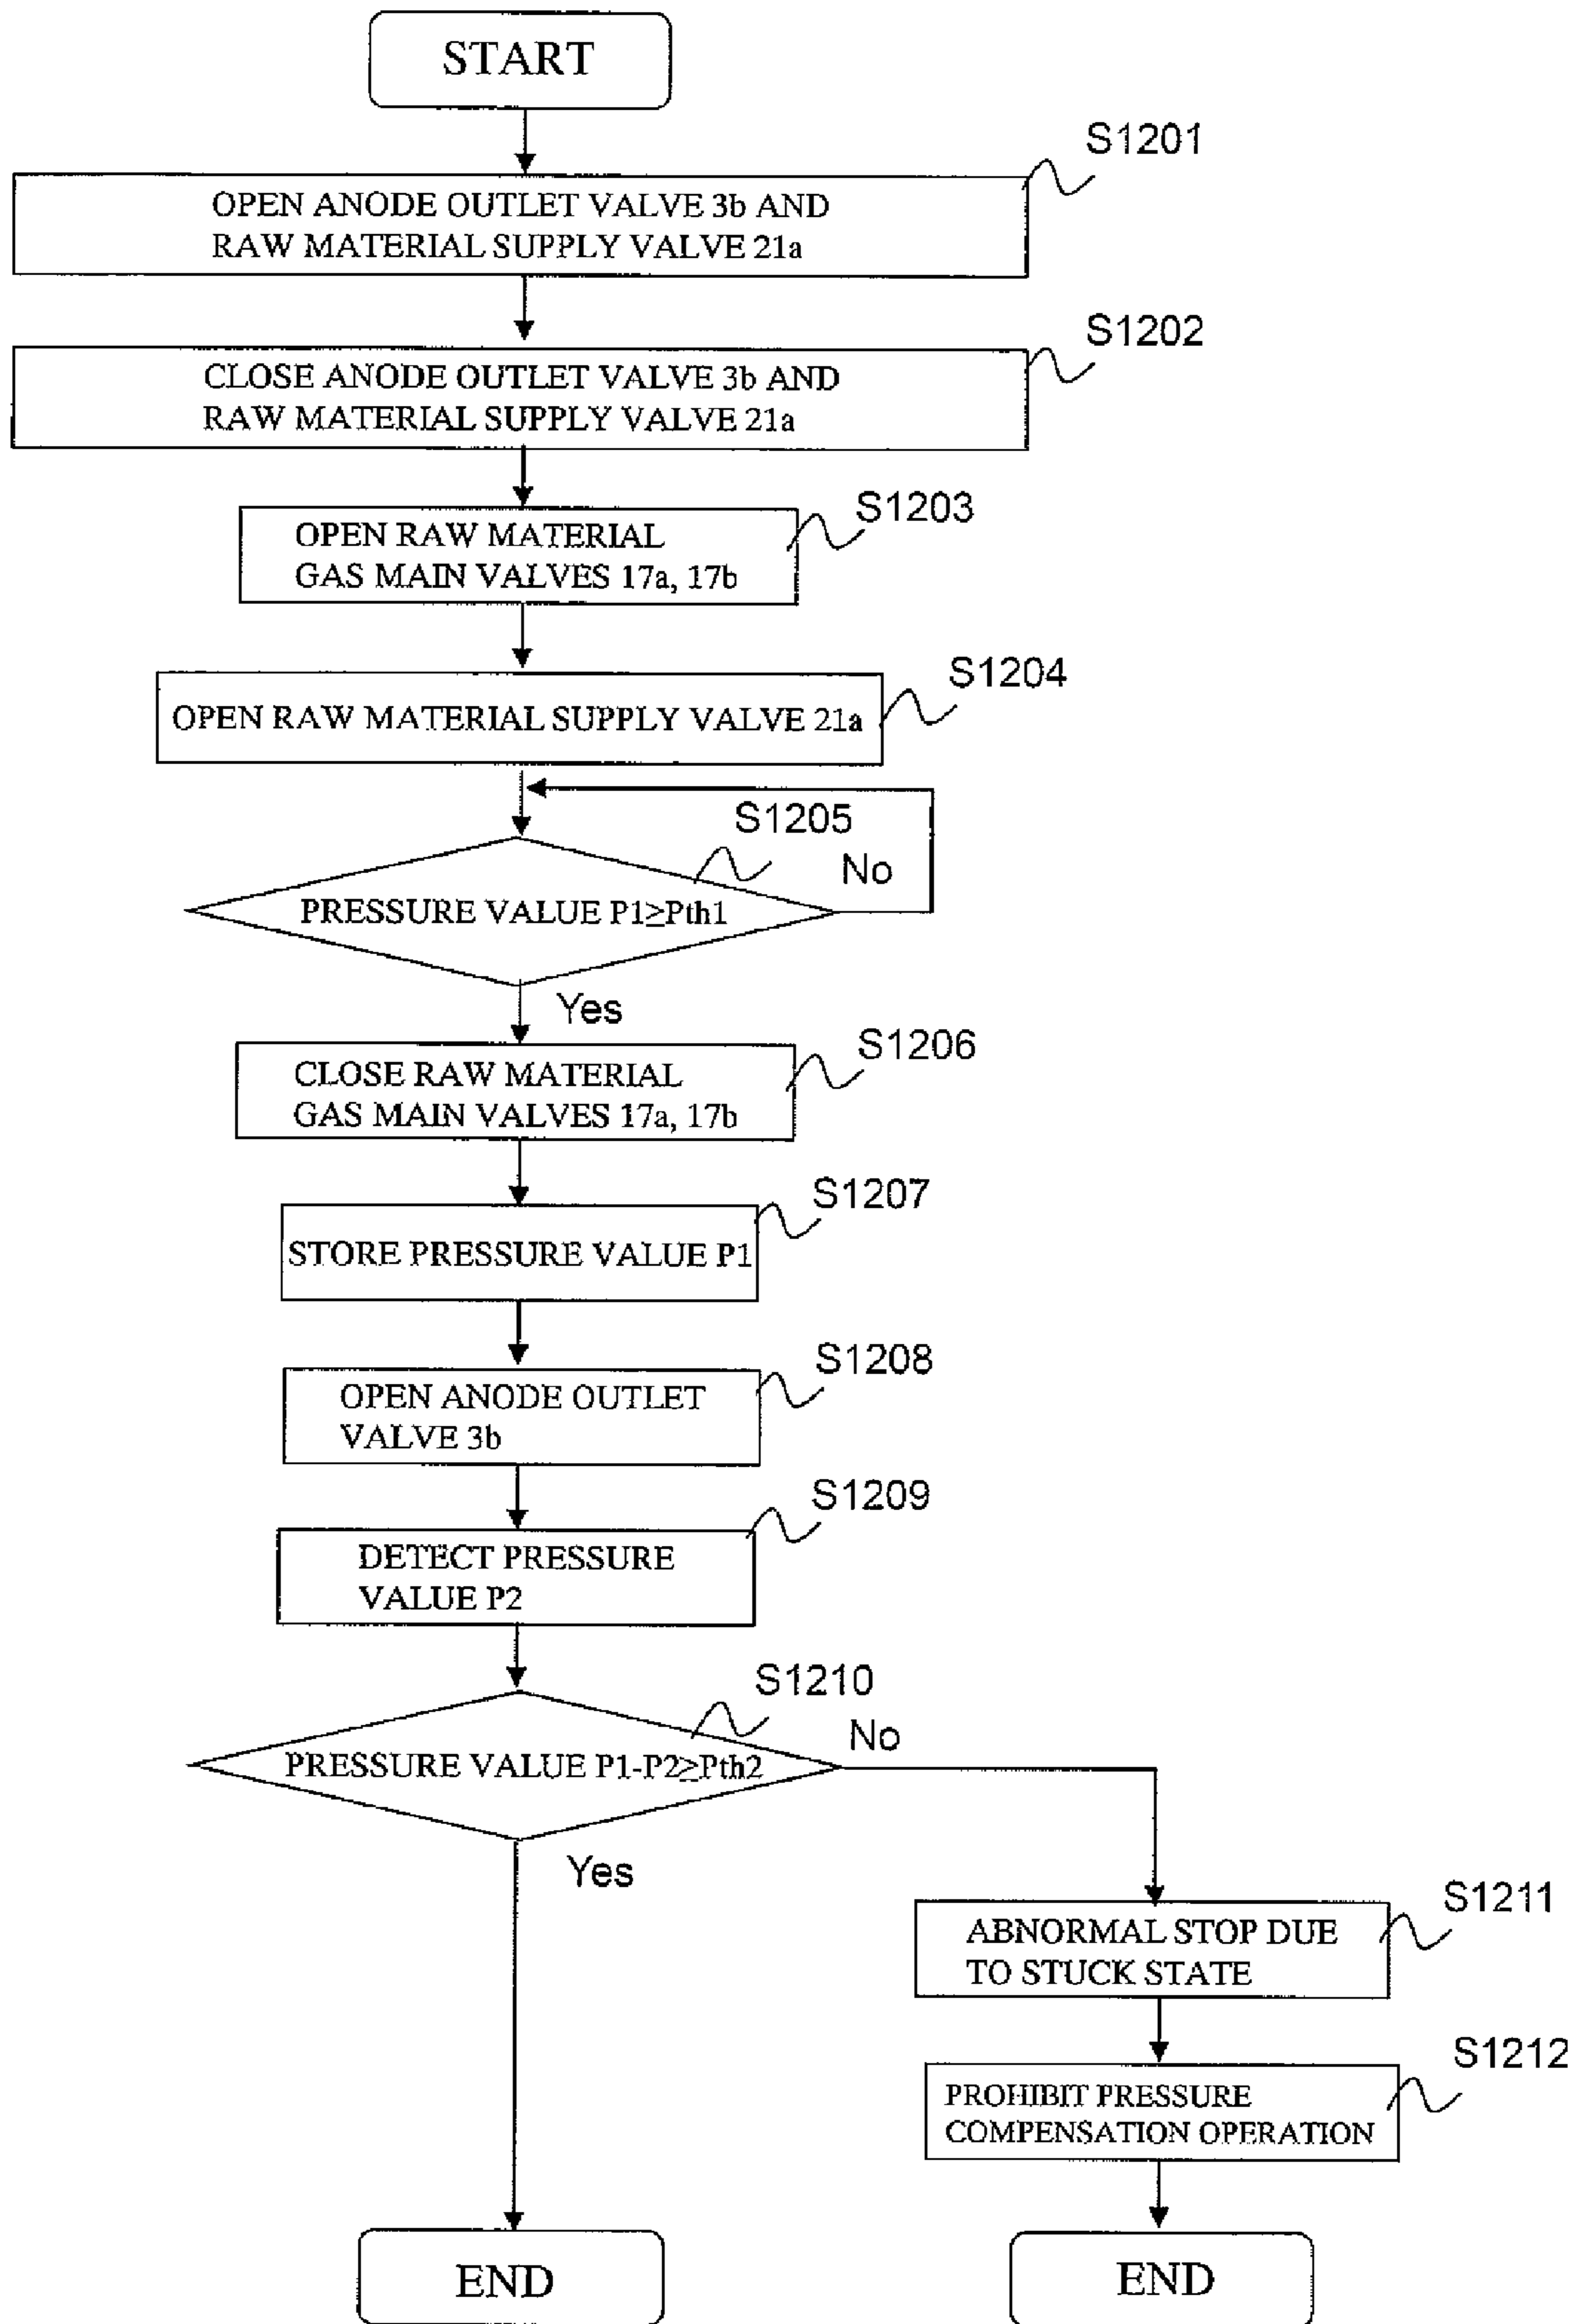 START
S1201
OPEN ANODE OUTLET VALVE 3b AND
RAW MATERIAL SUPPLY VALVE 21a
S1202
CLOSE ANODE OUTLET VALVE 3b AND
RAW MATERIAL SUPPLY VALVE 21a
S1203
OPEN RAW MATERIAL
GAS MAIN VALVES 17a, 17b
S1204
OPEN RAW MATERIAL SUPPLY VALVE 21a
S1205
No
PRESSURE VALUE P1≥Pth1
Yes
S1206
CLOSE RAW MATERIAL
GAS MAIN VALVES 17a, 17b
S1207
STORE PRESSURE VALUE P1
S1208
OPEN ANODE OUTLET
VALVE 3b
S1209
DETECT PRESSURE
VALUE P2
S1210
No
PRESSURE VALUE P1-P2≥Pth2
Yes
S1211
ABNORMAL STOP DUE
TO STUCK STATE
S1212
PROHIBIT PRESSURE
COMPENSATION OPERATION
END
END